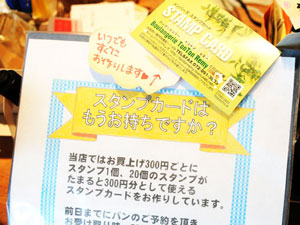 いつでも
すぐに
お作りします♥
STAMP CARD
Boulangerie TonTon Remy
スタンプカードは
もうお持ちですか？
当店ではお買上げ300円ごとに
スタンプ1個、20個のスタンプが
たまると300円分として使える
スタンプカードをお作りしています。
前日までにパンのご予約を頂き